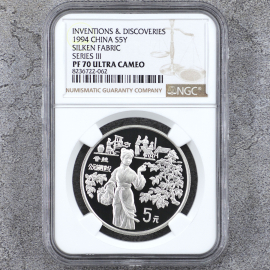 INVENTIONS & DISCOVERIES
1994 CHINA S5Y
SILKEN FABRIC
SERIES III
PF 70 ULTRA CAMEO
8736722-062
NUMISMATIC GUARANTY COMPANY
NGC
5元